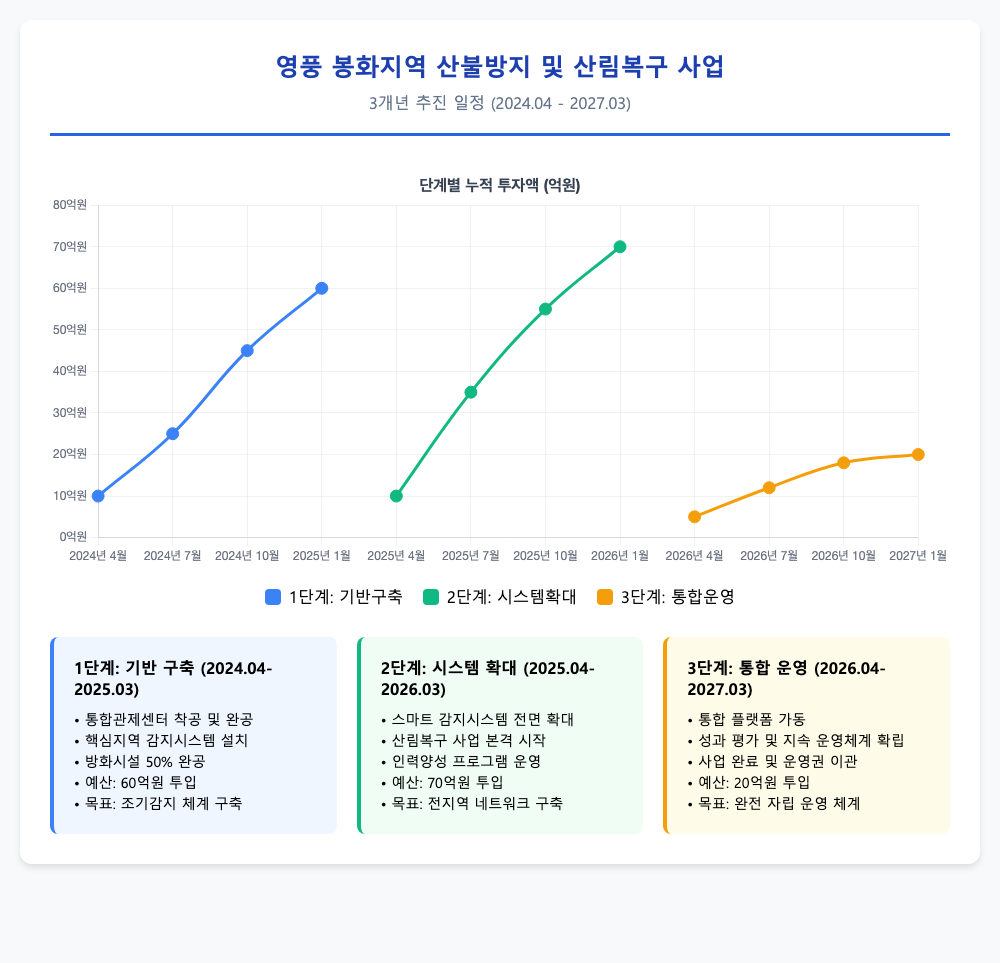 영풍 봉화지역 산불방지 및 산림복구 사업
3개년 추진 일정 (2024.04 - 2027.03)
단계별 누적 투자액 (억원)
80억원
70억원
60억원
50억원
40억원
30억원
20억원
10억원
0억원
2024년 4월 2024년 7월 2024년 10월 2025년 1월 2025년 4월 2025년 7월 2025년 10월 2026년 1월 2026년 4월 2026년 7월 2026년 10월 2027년 1월
1단계: 기반구축 2단계: 시스템확대 3단계: 통합운영
1단계: 기반 구축 (2024.04-
2025.03)
• 통합관제센터 착공 및 완공
• 핵심지역 감지시스템 설치
• 방화시설 50% 완공
• 예산: 60억원 투입
• 목표: 조기감지 체계 구축
2단계: 시스템 확대 (2025.04-
2026.03)
• 스마트 감지시스템 전면 확대
• 산림복구 사업 본격 시작
• 인력양성 프로그램 운영
• 예산: 70억원 투입
• 목표: 전지역 네트워크 구축
3단계: 통합 운영 (2026.04-
2027.03)
• 통합 플랫폼 가동
• 성과 평가 및 지속 운영체계 확립
• 사업 완료 및 운영권 이관
• 예산: 20억원 투입
• 목표: 완전 자립 운영 체계